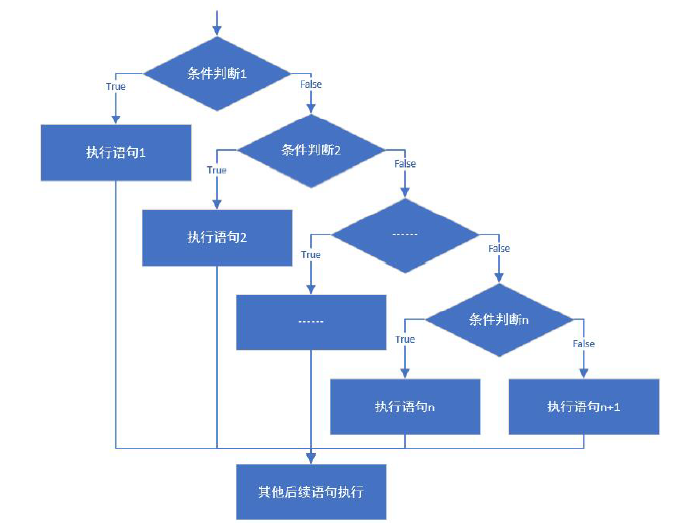 条件判断1
True
False
执行语句1
条件判断2
True
False
执行语句2
------
True
False
------
条件判断n
True
False
执行语句n
执行语句n+1
其他后续语句执行